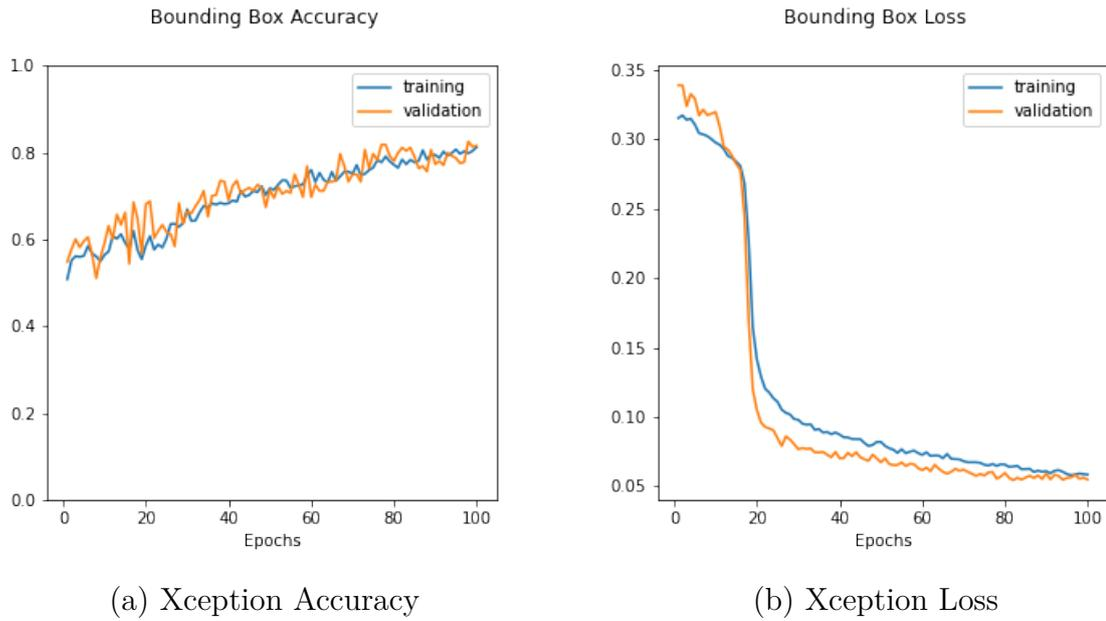 Bounding Box Accuracy
1.0
0.8
0.6
0.4
0.2
0.0
0 20 40 60 80 100
Epochs
training
validation
(a) Xception Accuracy
Bounding Box Loss
0.35
0.30
0.25
0.20
0.15
0.10
0.05
0 20 40 60 80 100
Epochs
training
validation
(b) Xception Loss